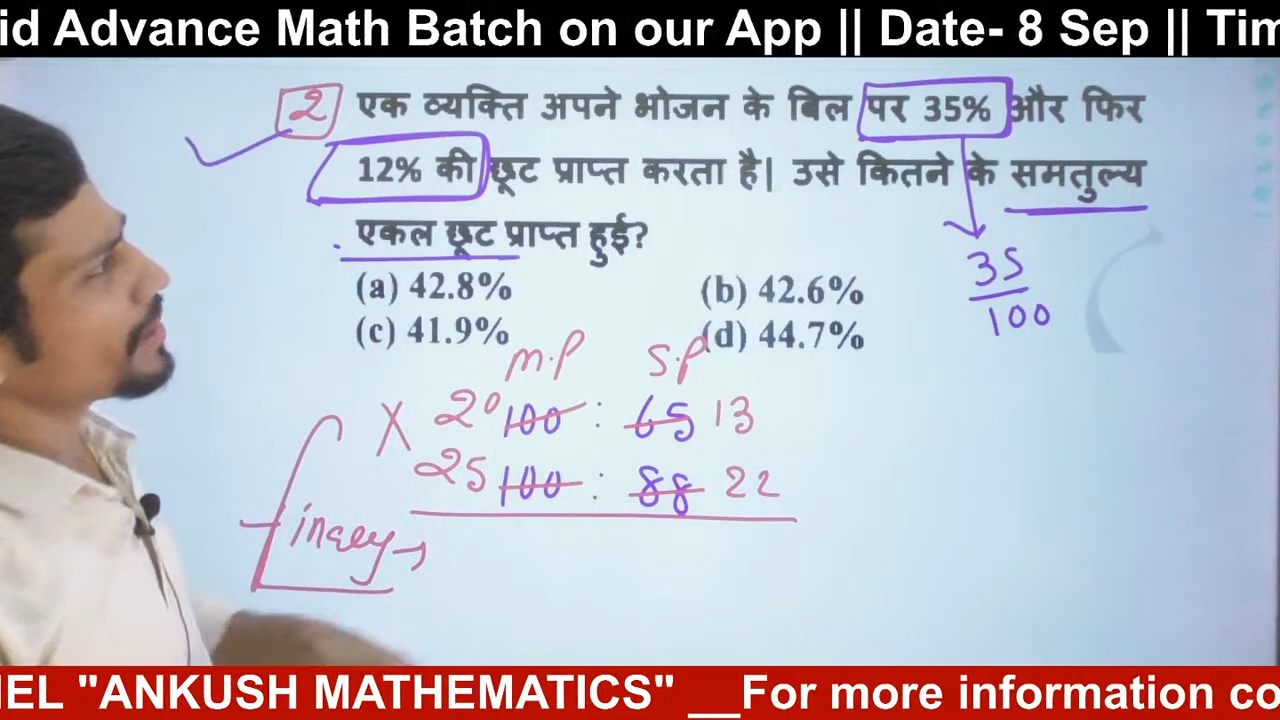 id Advance Math Batch on our App || Date- 8 Sep || Tim
2 एक व्यक्ति अपने भोजन के बिल पर 35% और फिर
12% की छूट प्राप्त करता है। उसे कितने के समतुल्य
एकल छूट प्राप्त हुई?
(a) 42.8% (b) 42.6%
(c) 41.9% (d) 44.7%
35
100
M.P S.P
X 20 100 : 65 13
25 100 : 88 22
NEL "ANKUSH MATHEMATICS" __For more information co